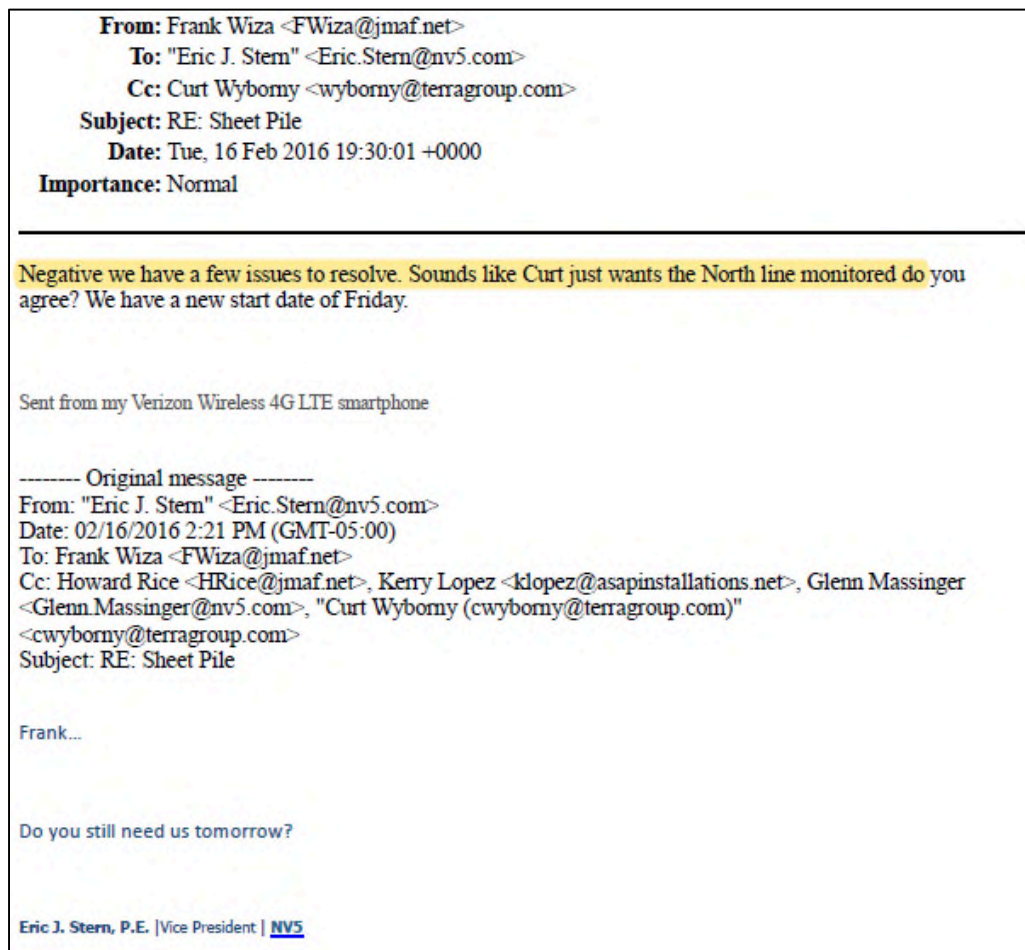 From: Frank Wiza <FWiza@jmaf.net>
To: "Eric J. Stern" <Eric.Stern@nv5.com>
Cc: Curt Wyborny <wyborny@terragroup.com>
Subject: RE: Sheet Pile
Date: Tue, 16 Feb 2016 19:30:01 +0000
Importance: Normal
Negative we have a few issues to resolve. Sounds like Curt just wants the North line monitored do you
agree? We have a new start date of Friday.
Sent from my Verizon Wireless 4G LTE smartphone
-------- Original message --------
From: "Eric J. Stern" <Eric.Stern@nv5.com>
Date: 02/16/2016 2:21 PM (GMT-05:00)
To: Frank Wiza <FWiza@jmaf.net>
Cc: Howard Rice <HRice@jmaf.net>, Kerry Lopez <klopez@asapinstallations.net>, Glenn Massinger
<Glenn.Massinger@nv5.com>, "Curt Wyborny (cwyborny@terragroup.com)"
<cwyborny@terragroup.com>
Subject: RE: Sheet Pile
Frank...
Do you still need us tomorrow?
Eric J. Stern, P.E. |Vice President | NV5